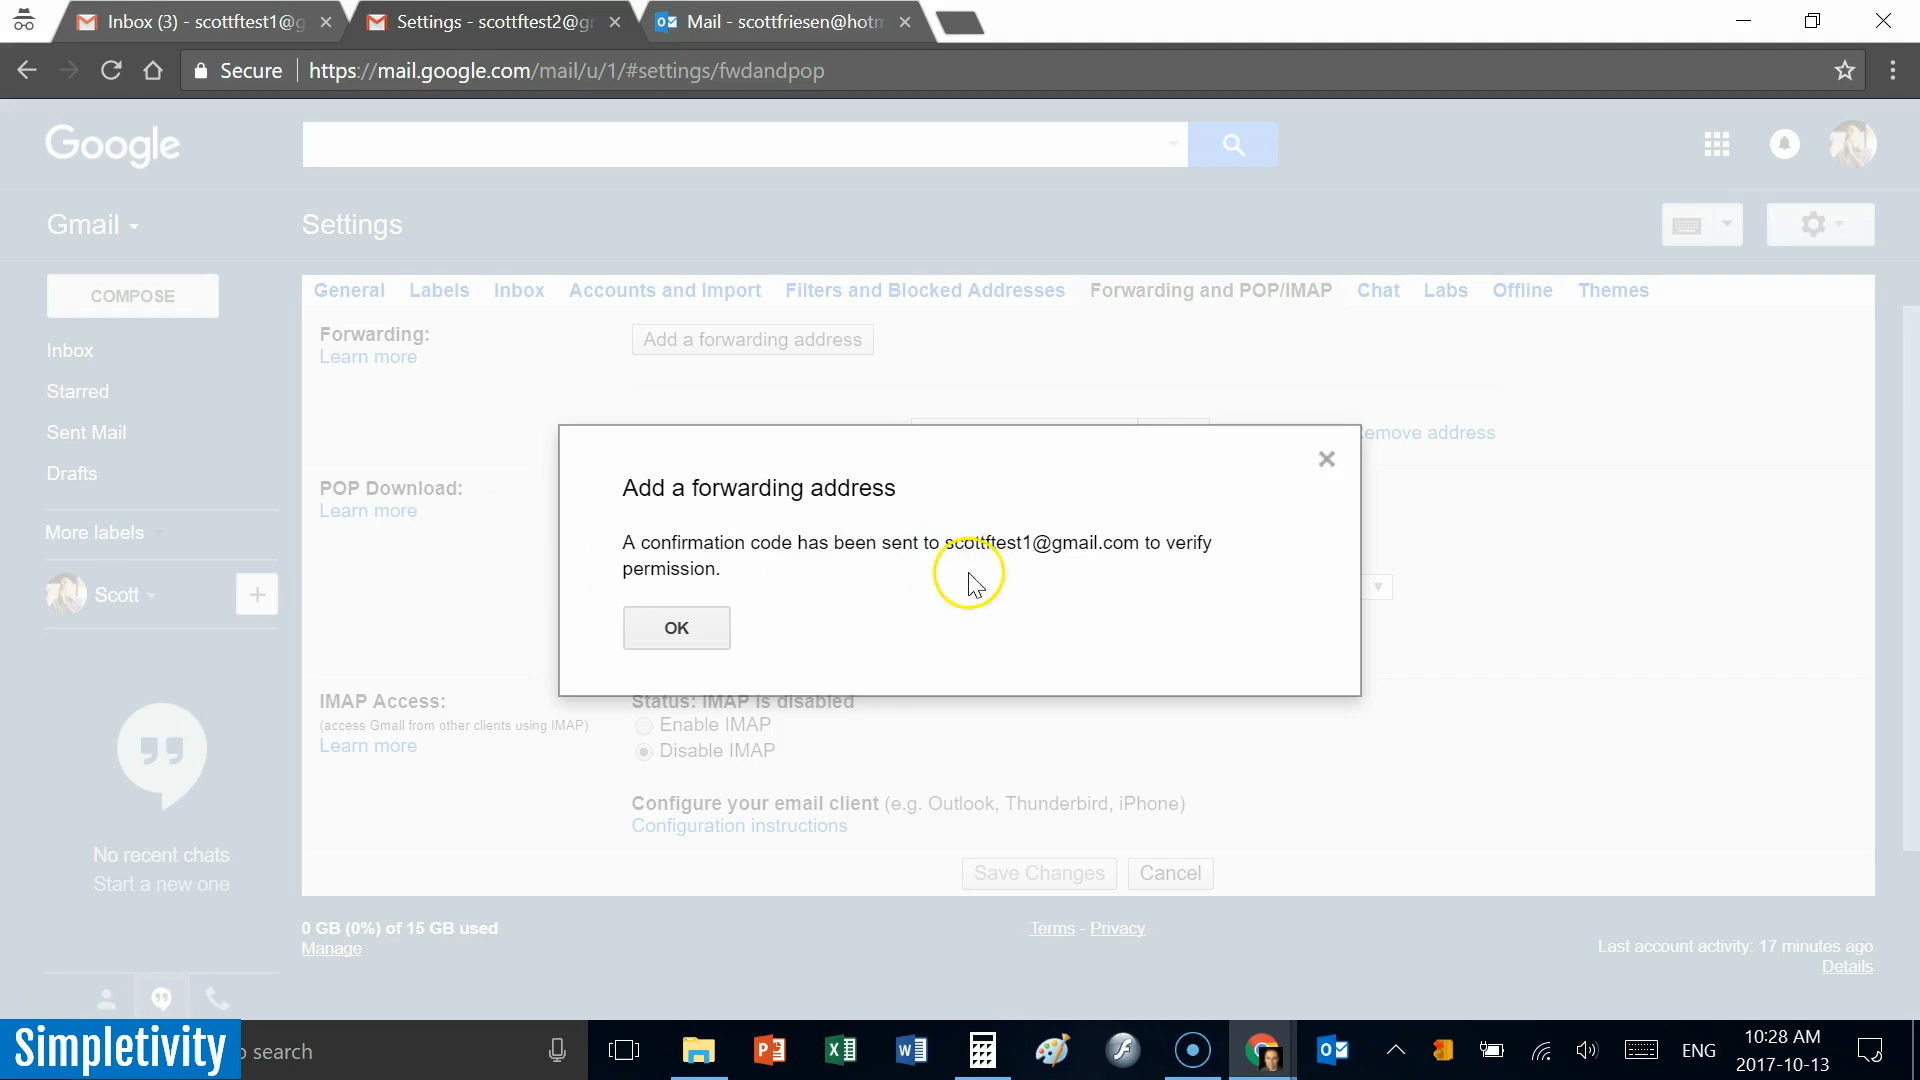 Inbox (3) - scottftest1@g
Settings - scottftest2@gm
Mail - scottfriesen@hotm
Secure
https://mail.google.com/mail/u/1/#settings/fwdandpop
Google
Gmail
Settings
COMPOSE
Inbox
Starred
Sent Mail
Drafts
More labels
Scott
No recent chats
Start a new one
General Labels Inbox Accounts and Import Filters and Blocked Addresses Forwarding and POP/IMAP Chat Labs Offline Themes
Forwarding:
Learn more
Add a forwarding address
emove address
POP Download:
Learn more
Add a forwarding address
A confirmation code has been sent to scottftest1@gmail.com to verify
permission.
OK
IMAP Access:
(access Gmail from other clients using IMAP)
Learn more
Status: IMAP is disabled
Enable IMAP
Disable IMAP
Configure your email client (e.g. Outlook, Thunderbird, iPhone)
Configuration instructions
Save Changes
Cancel
0 GB (0%) of 15 GB used
Manage
Terms - Privacy
Last account activity: 17 minutes ago
Details
Simpletivity
o search
ENG
10:28 AM
2017-10-13